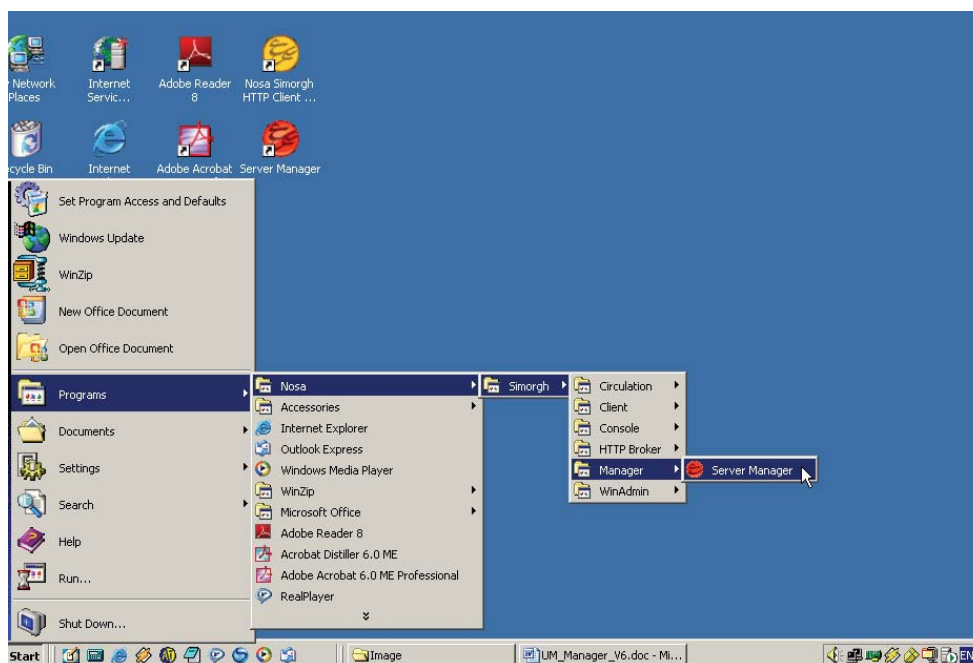 Network
Places
Internet
Servic...
Adobe Reader
8
Nosa Simorgh
HTTP Client ...
cycle Bin
Internet
Adobe Acrobat
Server Manager
Set Program Access and Defaults
Windows Update
WinZip
New Office Document
Open Office Document
Programs
Documents
Settings
Search
Help
Run...
Shut Down...
Nosa
Accessories
Internet Explorer
Outlook Express
Windows Media Player
WinZip
Microsoft Office
Adobe Reader 8
Acrobat Distiller 6.0 ME
Adobe Acrobat 6.0 ME Professional
RealPlayer
Simorgh
Circulation
Client
Console
HTTP Broker
Manager
WinAdmin
Server Manager
Start
Image
UM_Manager_V6.doc - Mi...
EN